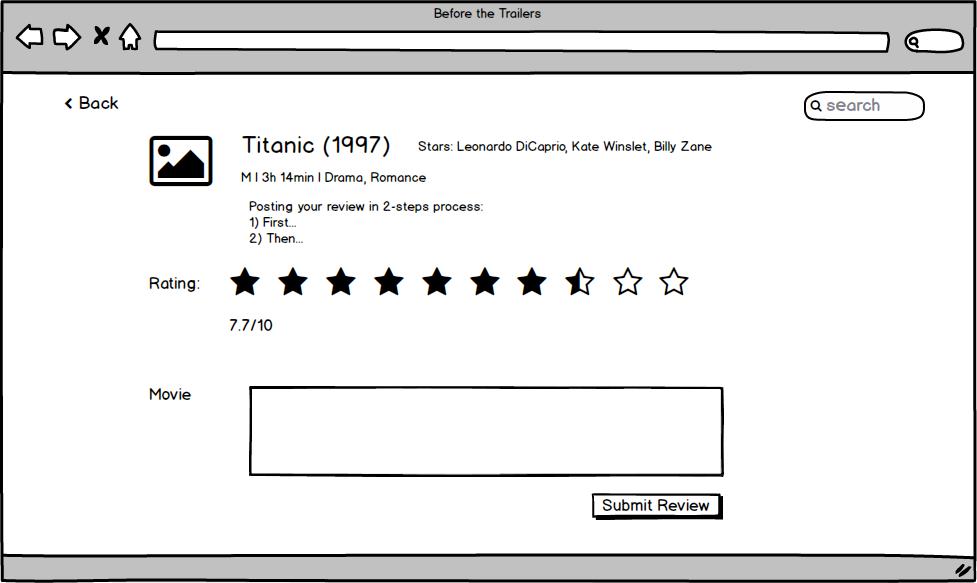 Before the Trailers
Back
search
Titanic (1997)
Stars: Leonardo DiCaprio, Kate Winslet, Billy Zane
M | 3h 14min | Drama, Romance
Posting your review in 2-steps process:
1) First...
2) Then...
Rating:
7.7/10
Movie
Submit Review